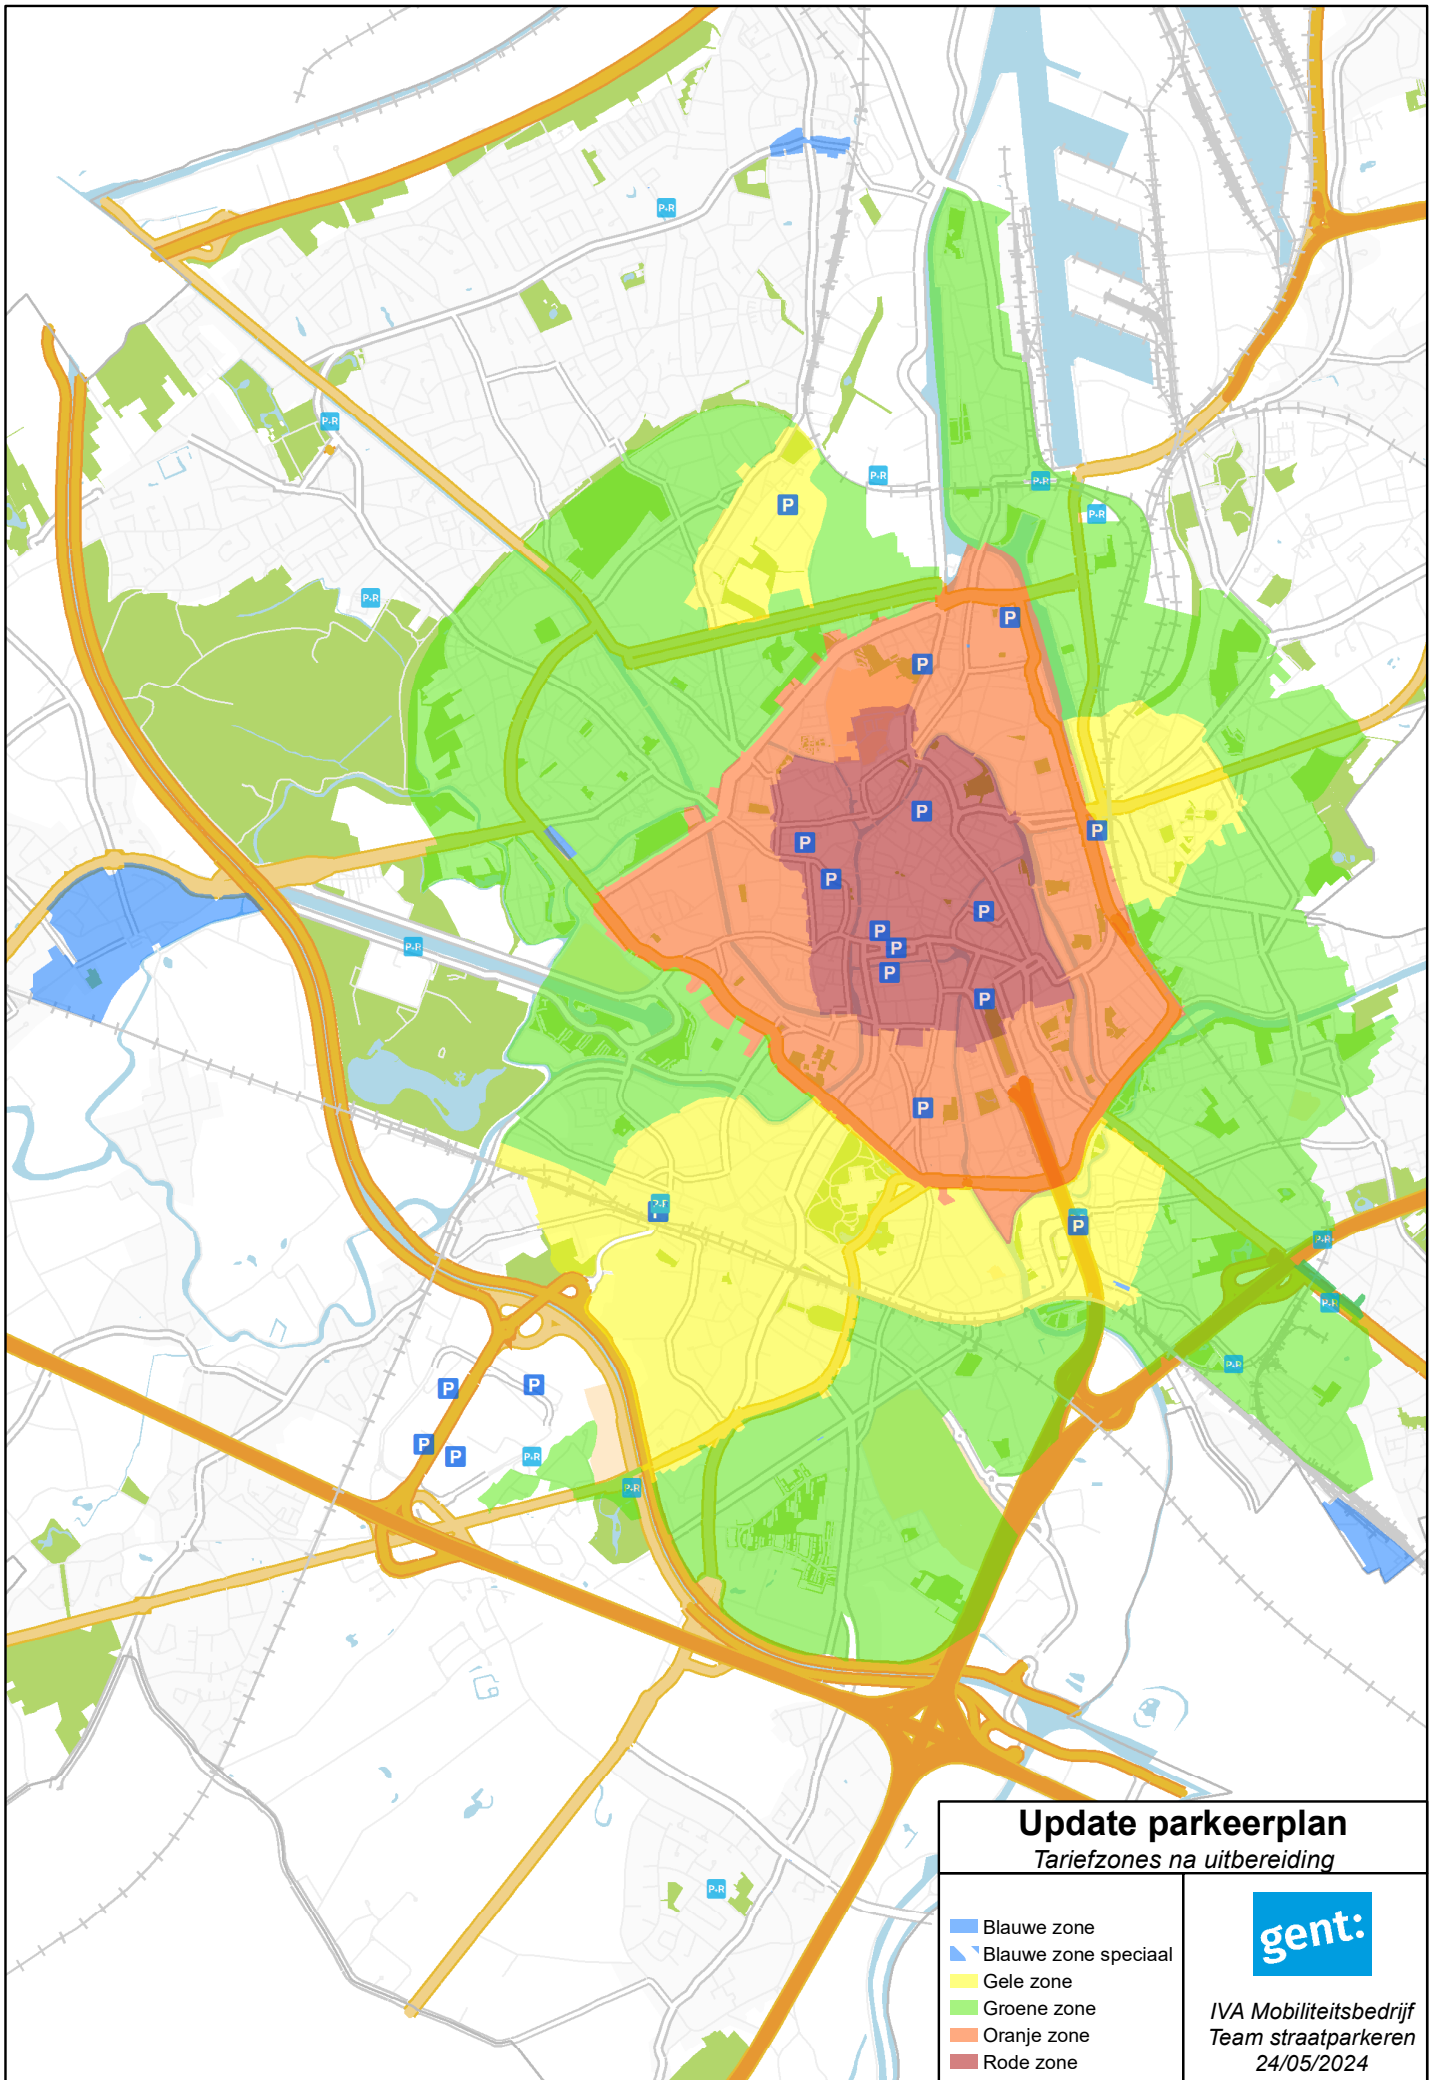 P+R
P+R
P+R
P+R
P
P+R
P+R
P+R
P
P
P
P
P
P
P
P
P+R
P
P
P
P
P
P+R
P
P
P+R
P+R
P+R
P
P
P
P
P+R
P+R
P+R
Update parkeerplan
Tariefzones na uitbereiding
Blauwe zone
Blauwe zone speciaal
Gele zone
Groene zone
Oranje zone
Rode zone
gent:
IVA Mobiliteitsbedrijf
Team straatparkeren
24/05/2024